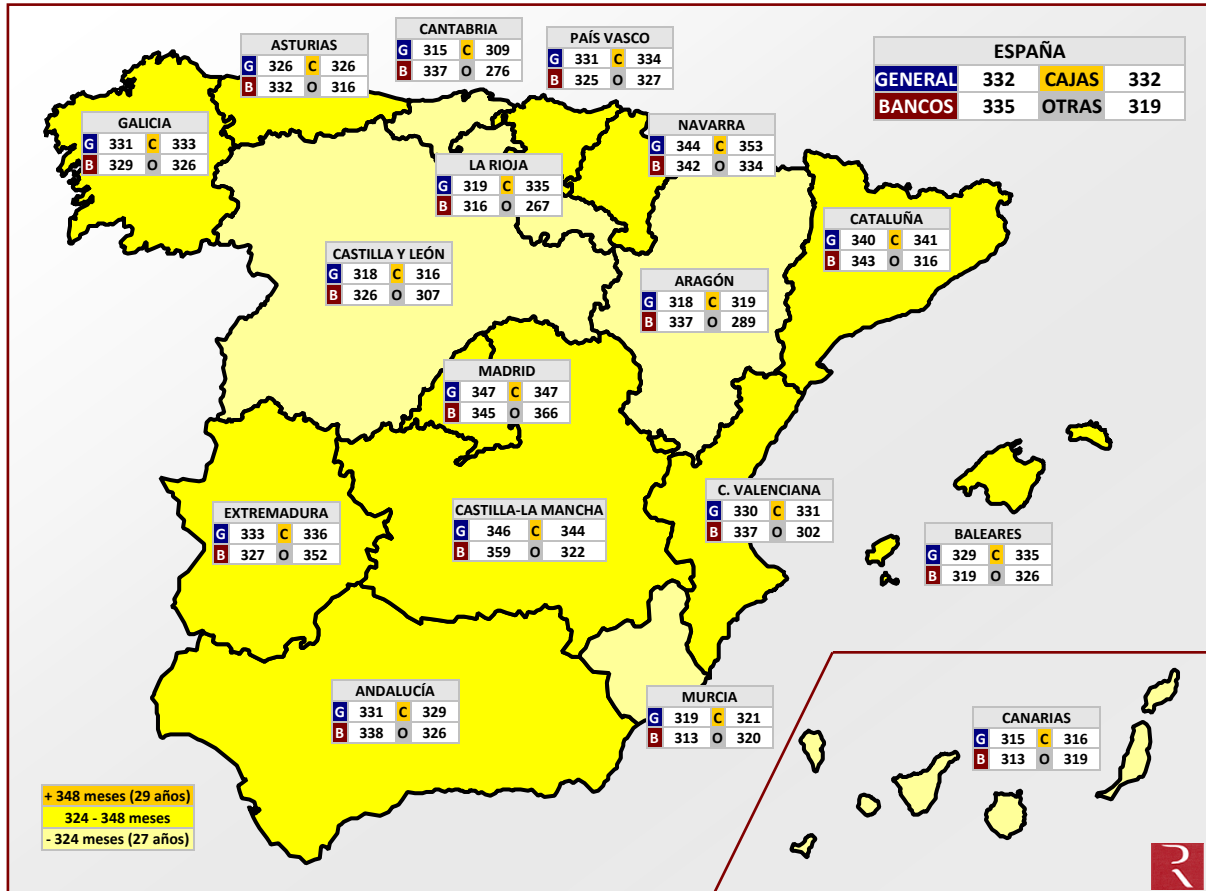 CANTABRIA
G 315 C 309
B 337 O 276
PAÍS VASCO
G 331 C 334
B 325 O 327
ASTURIAS
G 326 C 326
B 332 O 316
ESPAÑA
GENERAL 332 CAJAS 332
BANCOS 335 OTRAS 319
GALICIA
G 331 C 333
B 329 O 326
NAVARRA
G 344 C 353
B 342 O 334
LA RIOJA
G 319 C 335
B 316 O 267
CATALUÑA
G 340 C 341
B 343 O 316
CASTILLA Y LEÓN
G 318 C 316
B 326 O 307
ARAGÓN
G 318 C 319
B 337 O 289
MADRID
G 347 C 347
B 345 O 366
C. VALENCIANA
G 330 C 331
B 337 O 302
EXTREMADURA
G 333 C 336
B 327 O 352
CASTILLA-LA MANCHA
G 346 C 344
B 359 O 322
BALEARES
G 329 C 335
B 319 O 326
ANDALUCÍA
G 331 C 329
B 338 O 326
MURCIA
G 319 C 321
B 313 O 320
CANARIAS
G 315 C 316
B 313 O 319
+ 348 meses (29 años)
324 - 348 meses
- 324 meses (27 años)
R